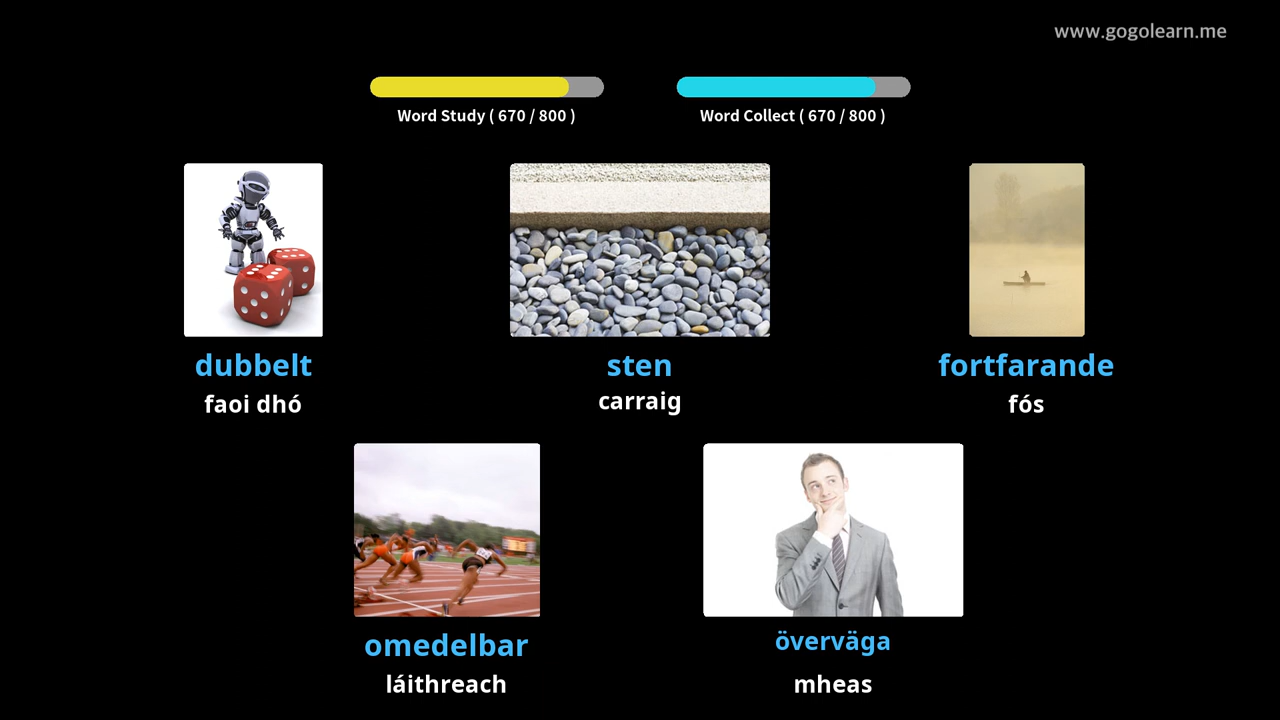 www.gogolearn.me
Word Study ( 670 / 800 )
Word Collect ( 670 / 800 )
dubbelt
faoi dhó
sten
carraig
fortfarande
fós
omedelbar
láithreach
överväga
mheas